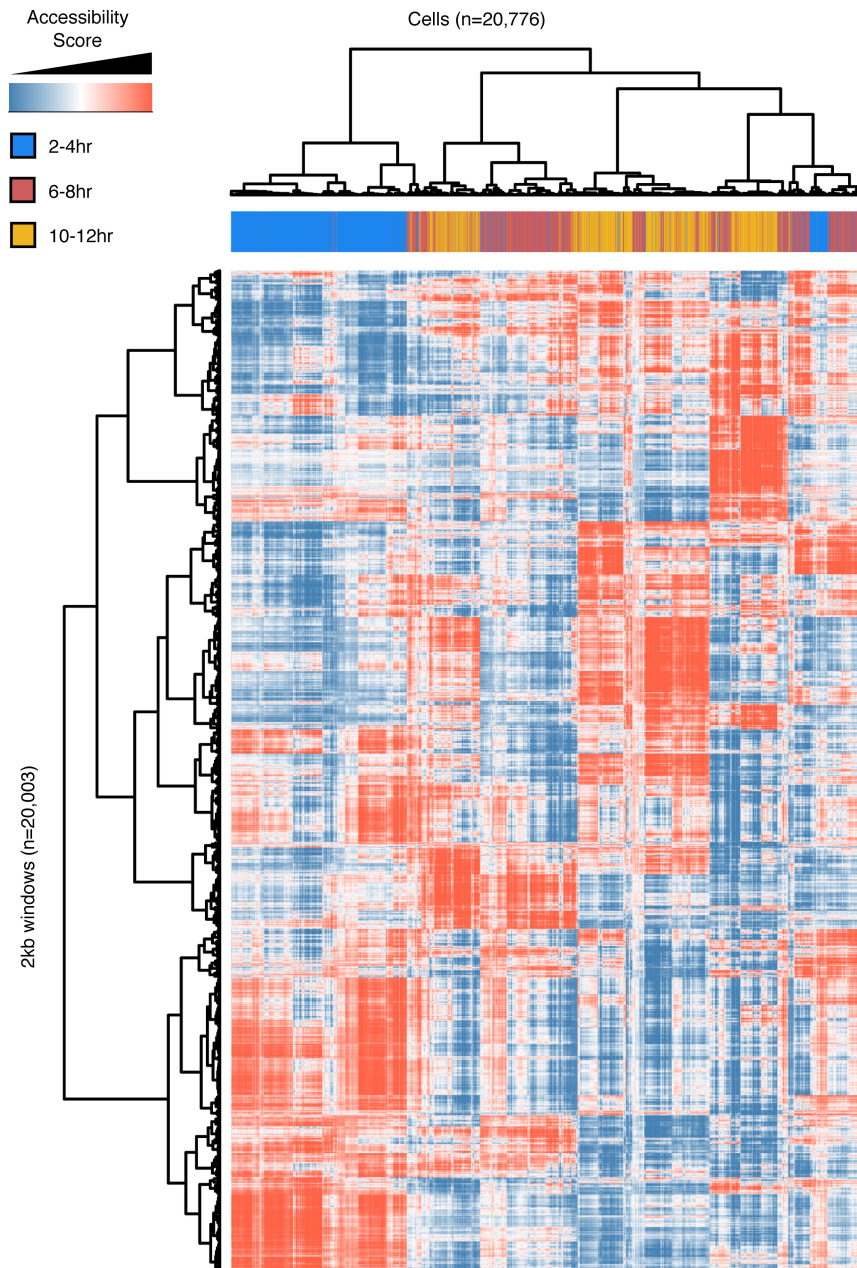 Accessibility
Score
Cells (n=20,776)
2-4hr
6-8hr
10-12hr
2kb windows (n=20,003)